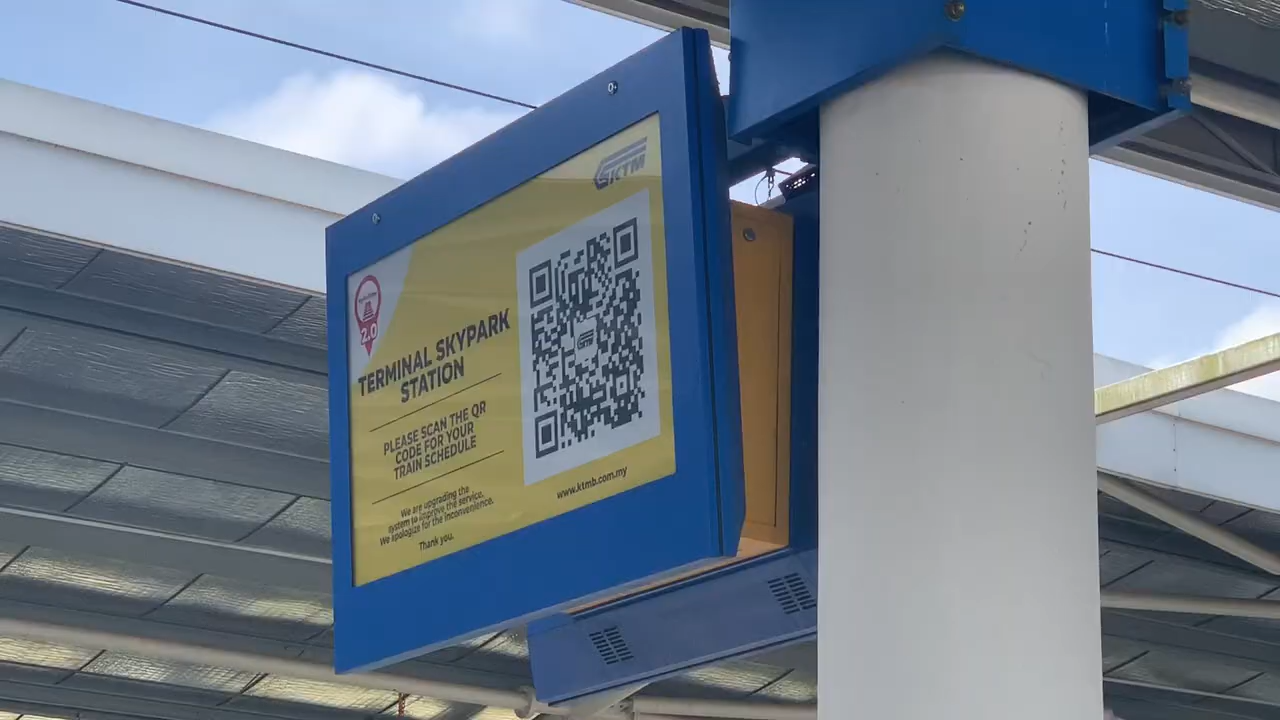 KTM
2.0
TERMINAL SKYPARK
STATION
PLEASE SCAN THE QR
CODE FOR YOUR
TRAIN SCHEDULE
We are upgrading the
system to improve the service.
We apologize for the inconvenience.
Thank you.
www.ktmb.com.my